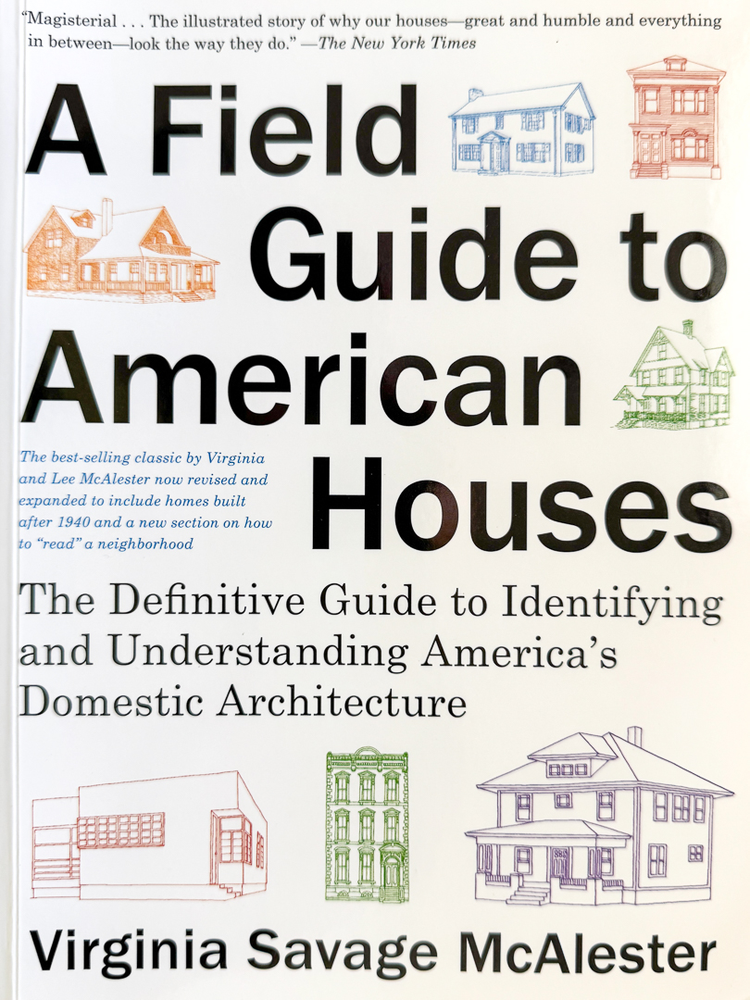 “Magisterial . . . The illustrated story of why our houses—great and humble and everything
in between—look the way they do.” —The New York Times
A Field
Guide to
American
Houses
The best-selling classic by Virginia
and Lee McAlester now revised and
expanded to include homes built
after 1940 and a new section on how
to “read” a neighborhood
The Definitive Guide to Identifying
and Understanding America’s
Domestic Architecture
Virginia Savage McAlester